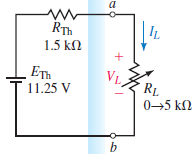 a
R_Th
1.5 kΩ
I_L
E_Th
11.25 V
+
V_L
−
R_L
0→5 kΩ
b